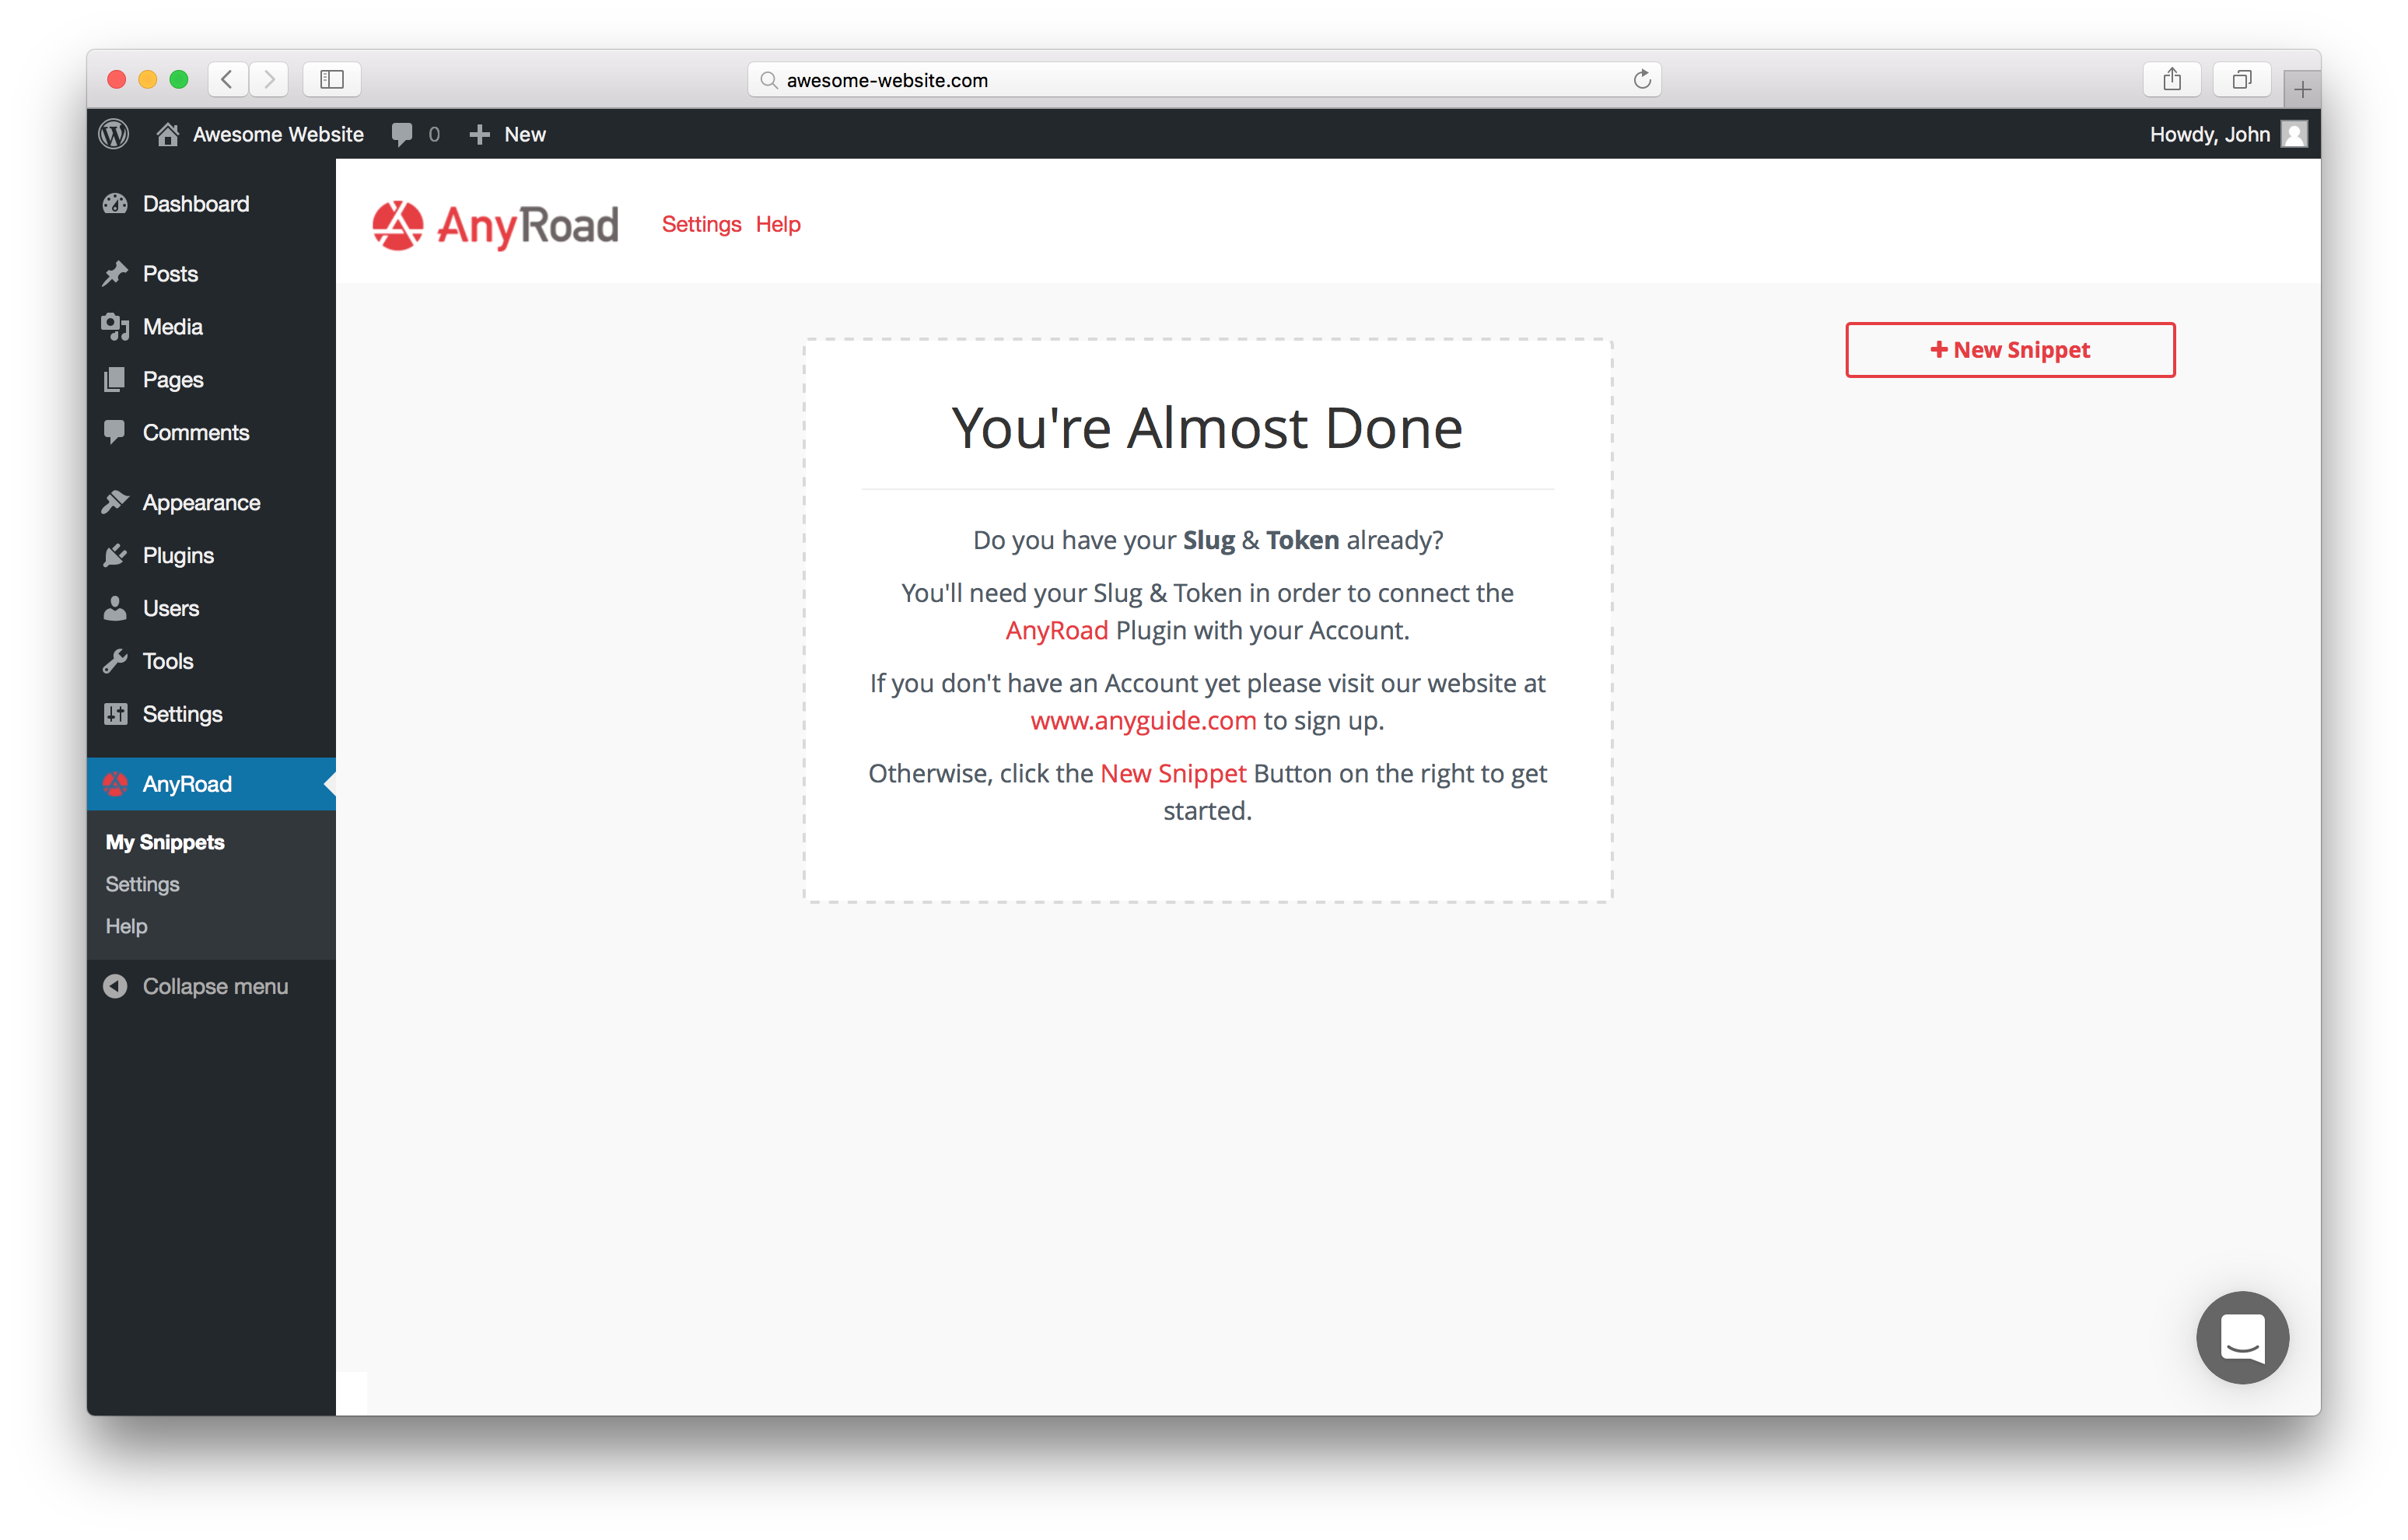 awesome-website.com
Awesome Website 0 New
Howdy, John
Dashboard
Posts
Media
Pages
Comments
Appearance
Plugins
Users
Tools
Settings
AnyRoad
My Snippets
Settings
Help
Collapse menu
AnyRoad Settings Help
New Snippet
You're Almost Done
Do you have your Slug & Token already?
You'll need your Slug & Token in order to connect the
AnyRoad Plugin with your Account.
If you don't have an Account yet please visit our website at
www.anyguide.com to sign up.
Otherwise, click the New Snippet Button on the right to get
started.